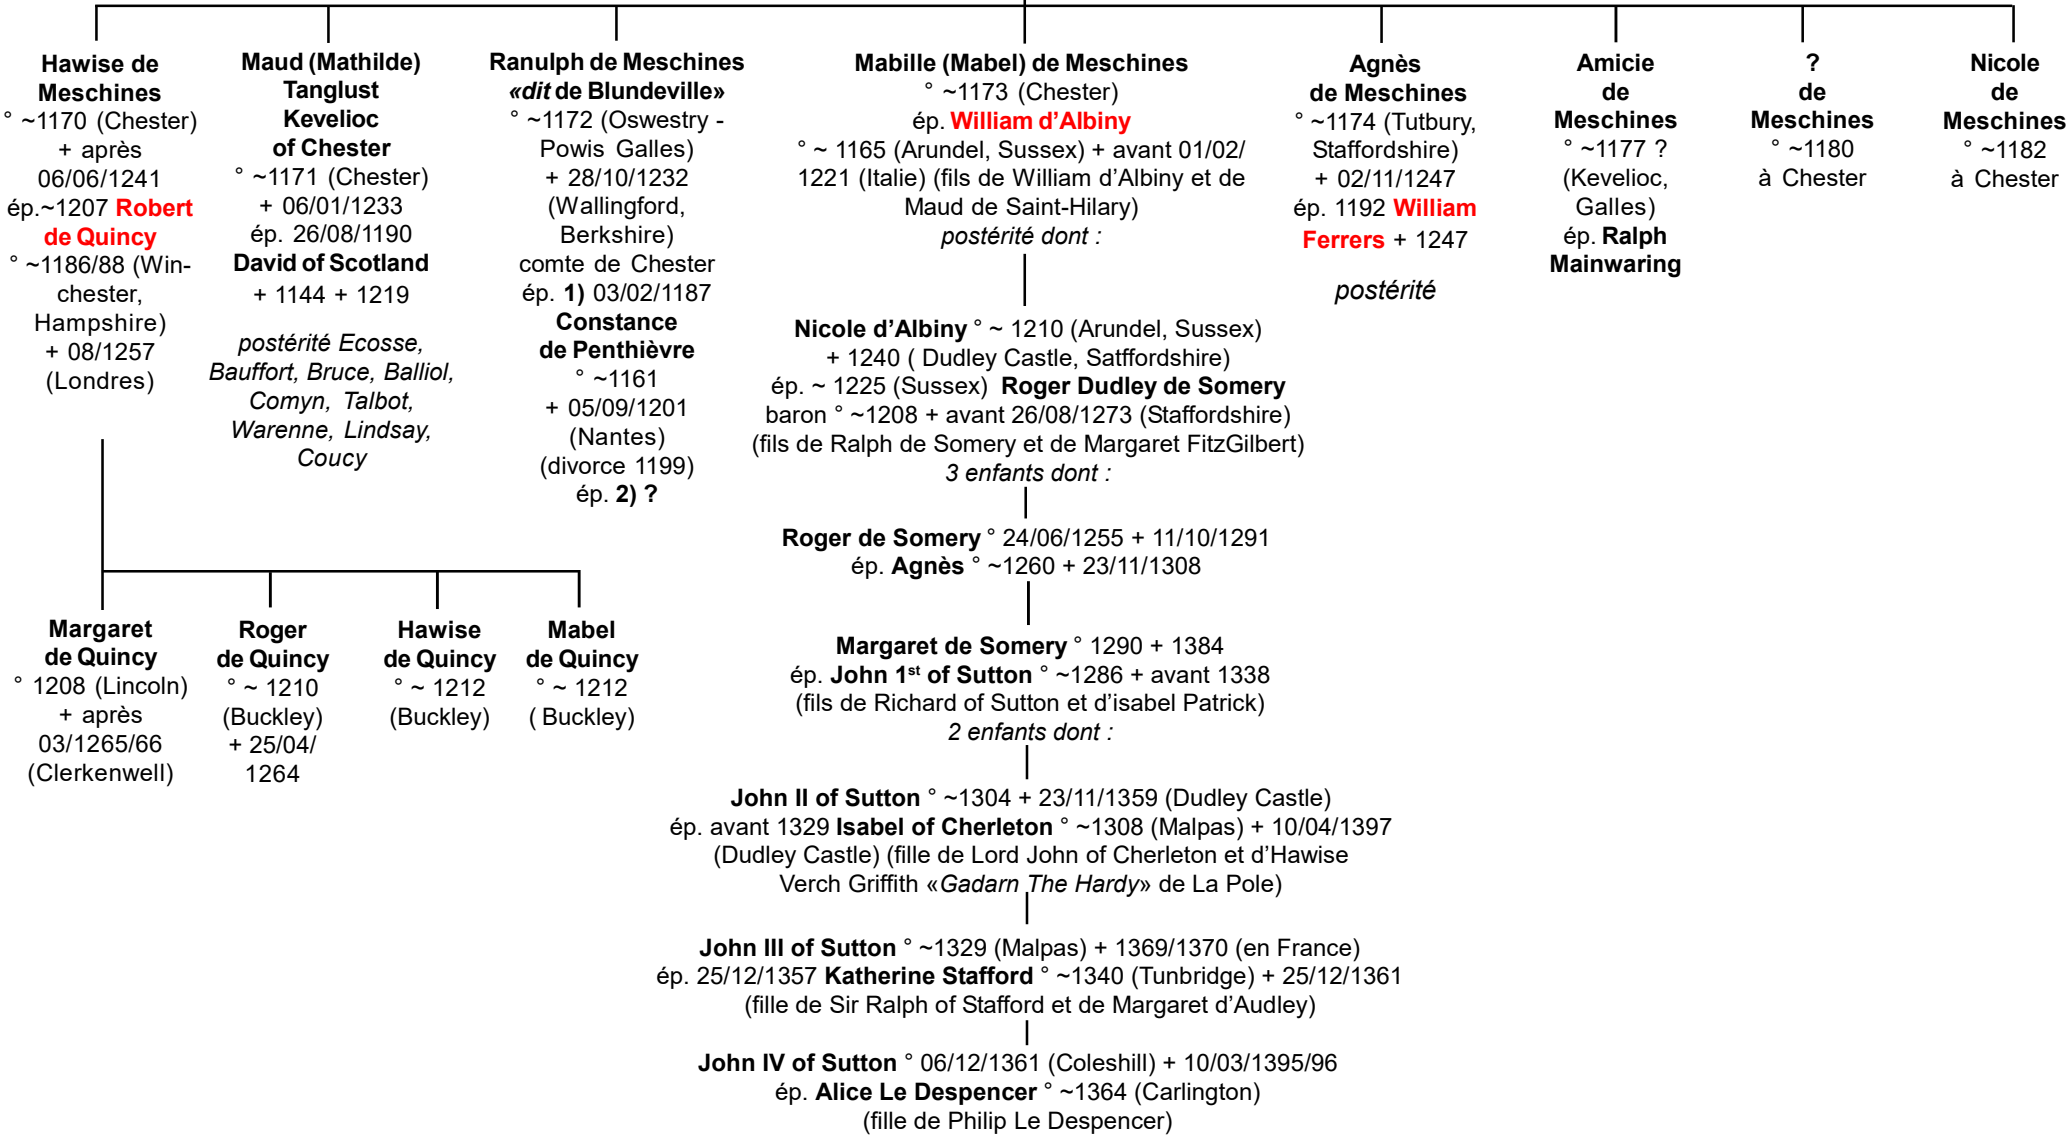 Hawise de
Meschines
° ~1170 (Chester)
+ après
06/06/1241
ép.~1207 Robert
de Quincy
° ~1186/88 (Win-
chester,
Hampshire)
+ 08/1257
(Londres)
Maud (Mathilde)
Tanglust
Kevelioc
of Chester
° ~1171 (Chester)
+ 06/01/1233
ép. 26/08/1190
David of Scotland
+ 1144 + 1219
postérité Ecosse,
Bauffort, Bruce, Balliol,
Comyn, Talbot,
Warenne, Lindsay,
Coucy
Ranulph de Meschines
«dit de Blundeville»
° ~1172 (Oswestry -
Powis Galles)
+ 28/10/1232
(Wallingford,
Berkshire)
comte de Chester
ép. 1) 03/02/1187
Constance
de Penthièvre
° ~1161
+ 05/09/1201
(Nantes)
(divorce 1199)
ép. 2) ?
Mabille (Mabel) de Meschines
° ~1173 (Chester)
ép. William d’Albiny
° ~ 1165 (Arundel, Sussex) + avant 01/02/
1221 (Italie) (fils de William d’Albiny et de
Maud de Saint-Hilary)
postérité dont :
Agnès
de Meschines
° ~1174 (Tutbury,
Staffordshire)
+ 02/11/1247
ép. 1192 William
Ferrers + 1247
postérité
Amicie
de
Meschines
° ~1177 ?
(Kevelioc,
Galles)
ép. Ralph
Mainwaring
?
de
Meschines
° ~1180
à Chester
Nicole
de
Meschines
° ~1182
à Chester
Nicole d’Albiny ° ~ 1210 (Arundel, Sussex)
+ 1240 ( Dudley Castle, Satffordshire)
ép. ~ 1225 (Sussex) Roger Dudley de Somery
baron ° ~1208 + avant 26/08/1273 (Staffordshire)
(fils de Ralph de Somery et de Margaret FitzGilbert)
3 enfants dont :
Roger de Somery ° 24/06/1255 + 11/10/1291
ép. Agnès ° ~1260 + 23/11/1308
Margaret
de Quincy
° 1208 (Lincoln)
+ après
03/1265/66
(Clerkenwell)
Roger
de Quincy
° ~ 1210
(Buckley)
+ 25/04/
1264
Hawise
de Quincy
° ~ 1212
(Buckley)
Mabel
de Quincy
° ~ 1212
( Buckley)
Margaret de Somery ° 1290 + 1384
ép. John 1st of Sutton ° ~1286 + avant 1338
(fils de Richard of Sutton et d’isabel Patrick)
2 enfants dont :
John II of Sutton ° ~1304 + 23/11/1359 (Dudley Castle)
ép. avant 1329 Isabel of Cherleton ° ~1308 (Malpas) + 10/04/1397
(Dudley Castle) (fille de Lord John of Cherleton et d’Hawise
Verch Griffith «Gadarn The Hardy» de La Pole)
John III of Sutton ° ~1329 (Malpas) + 1369/1370 (en France)
ép. 25/12/1357 Katherine Stafford ° ~1340 (Tunbridge) + 25/12/1361
(fille de Sir Ralph of Stafford et de Margaret d’Audley)
John IV of Sutton ° 06/12/1361 (Coleshill) + 10/03/1395/96
ép. Alice Le Despencer ° ~1364 (Carlington)
(fille de Philip Le Despencer)